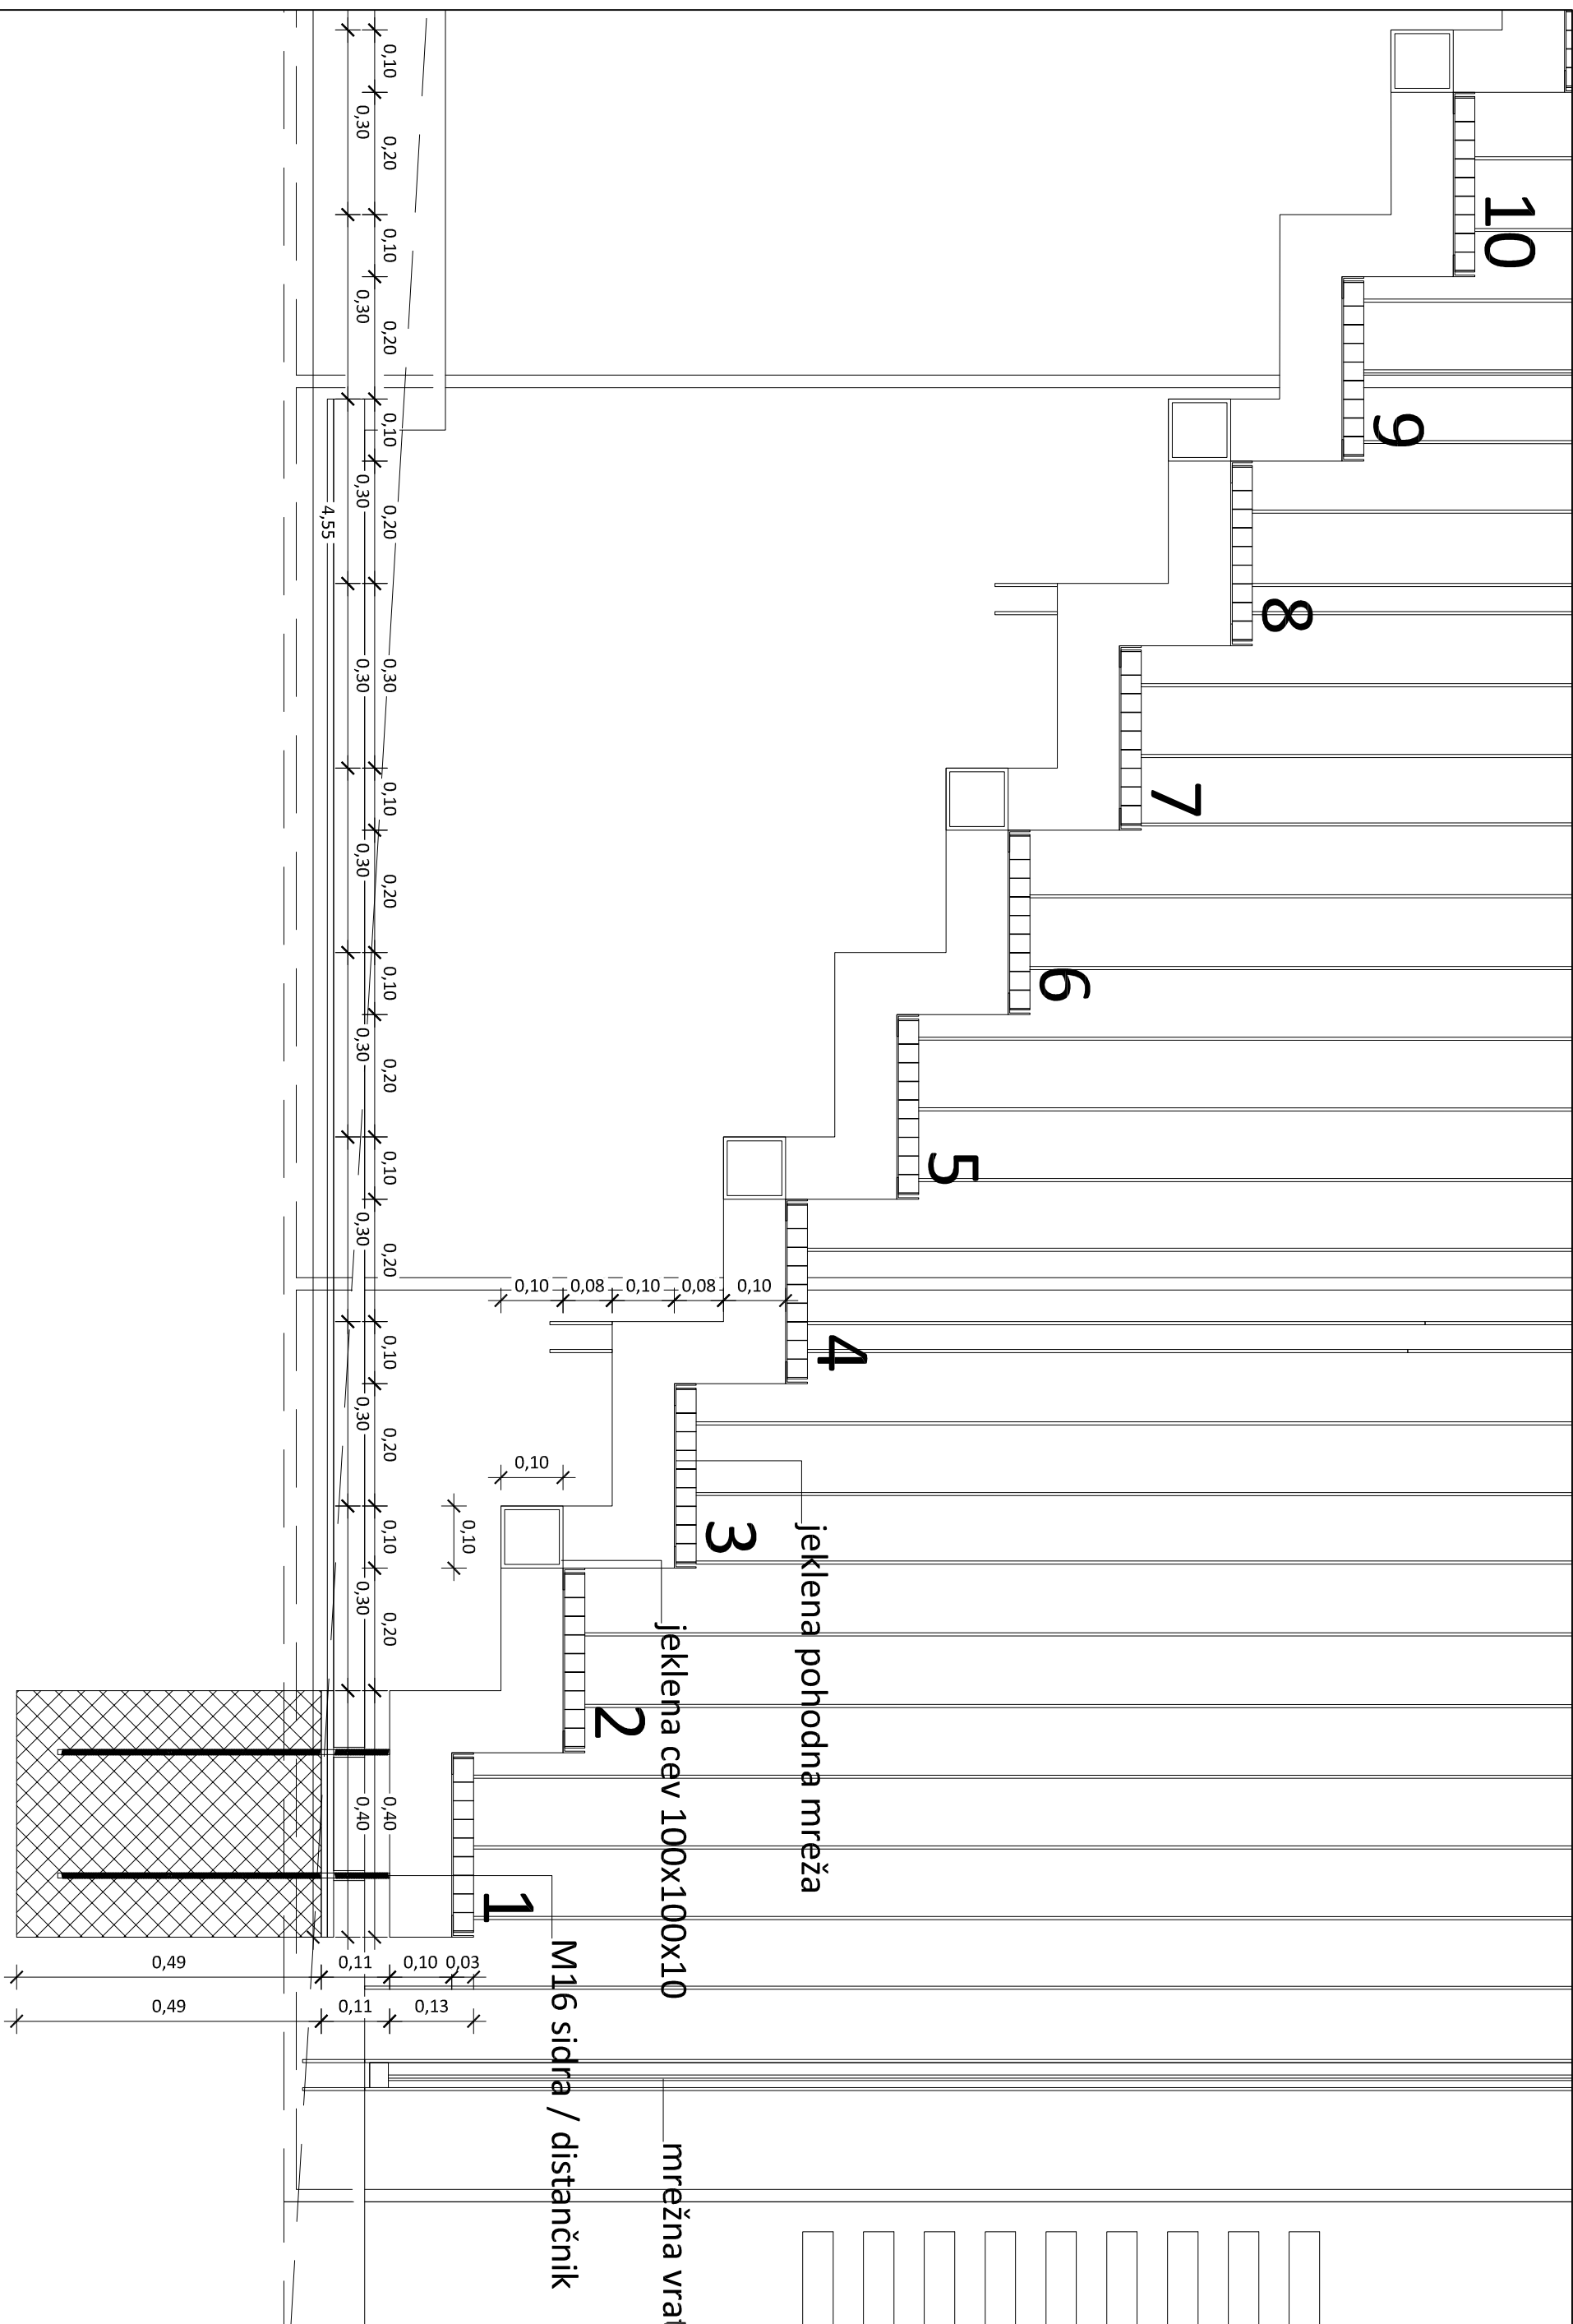 10
9
8
7
6
5
4
3
2
1
jeklena pohodna mreža
jeklena cev 100x100x10
mrežna vrat
M16 sidra / distančnik
0,10 0,08 0,10 0,08 0,10
0,10
0,10
0,10 0,20 0,10 0,20 0,10 0,20 0,30 0,10 0,20 0,10 0,20 0,10 0,20 0,10 0,20 0,10 0,20 0,40
0,30 0,30 0,30 0,30 0,30 0,30 0,30 0,30 0,30 0,40
4,55
0,49 0,11 0,10 0,03
0,49 0,11 0,13